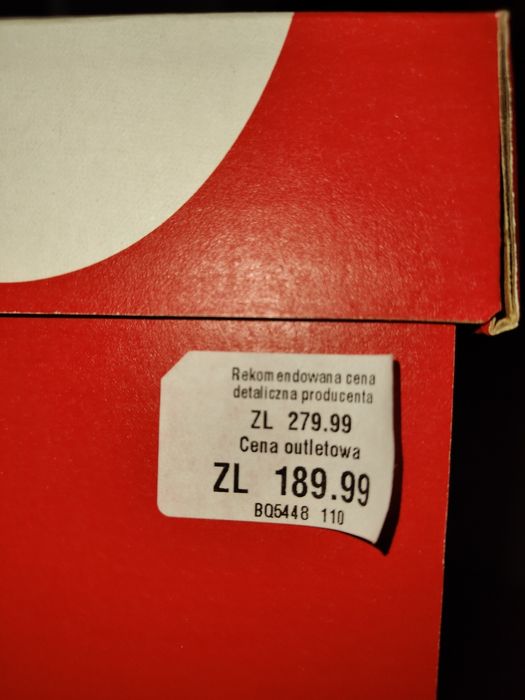 Rekomendowana cena
detaliczna producenta
ZL 279.99
Cena outletowa
ZL 189.99
BQ5448 110